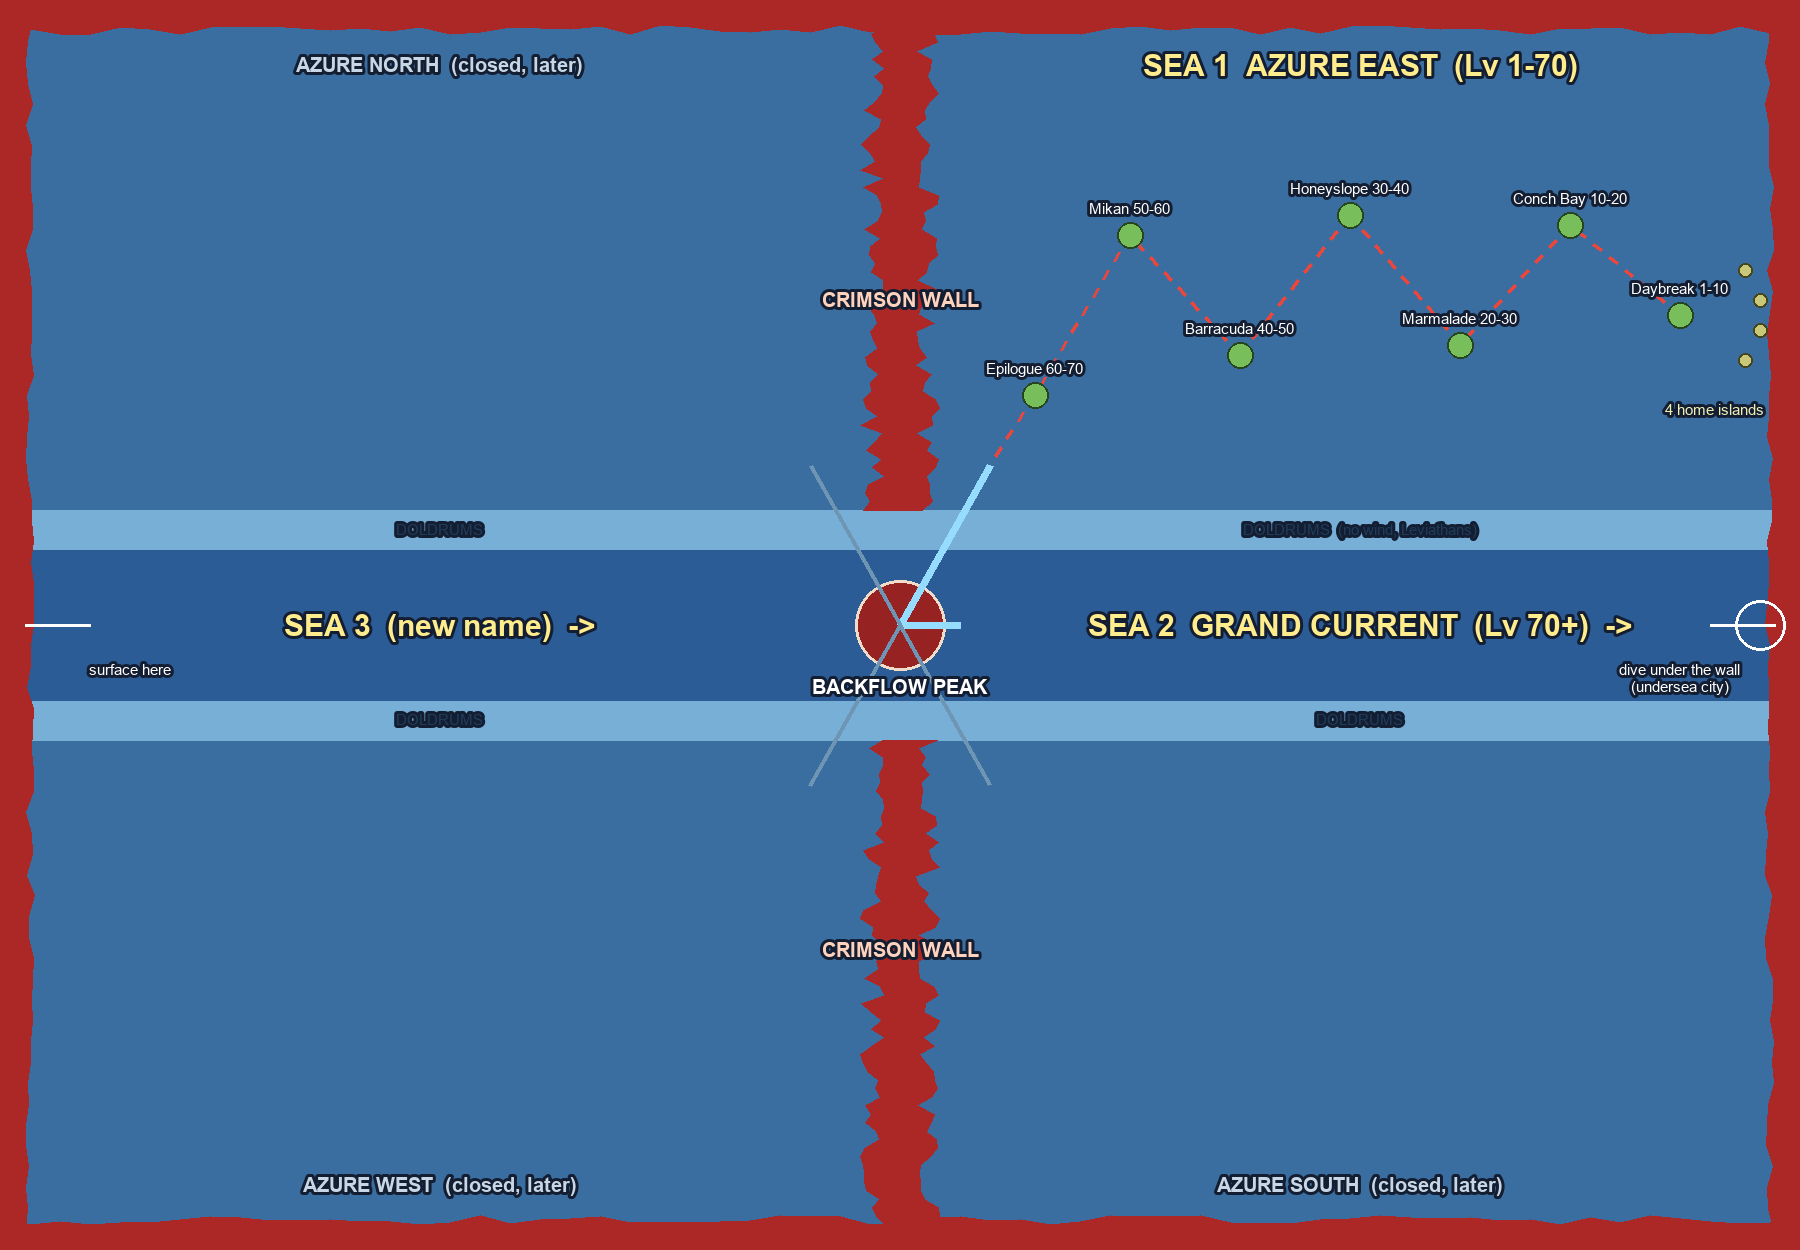 AZURE NORTH (closed, later)
SEA 1 AZURE EAST (Lv 1-70)
Honeyslope 30-40
Conch Bay 10-20
Mikan 50-60
Daybreak 1-10
CRIMSON WALL
Marmalade 20-30
Barracuda 40-50
Epilogue 60-70
4 home islands
DOLDRUMS
DOLDRUMS (no wind, Leviathans)
SEA 3 (new name) ->
SEA 2 GRAND CURRENT (Lv 70+) ->
surface here
dive under the wall
(undersea city)
BACKFLOW PEAK
DOLDRUMS
DOLDRUMS
CRIMSON WALL
AZURE WEST (closed, later)
AZURE SOUTH (closed, later)